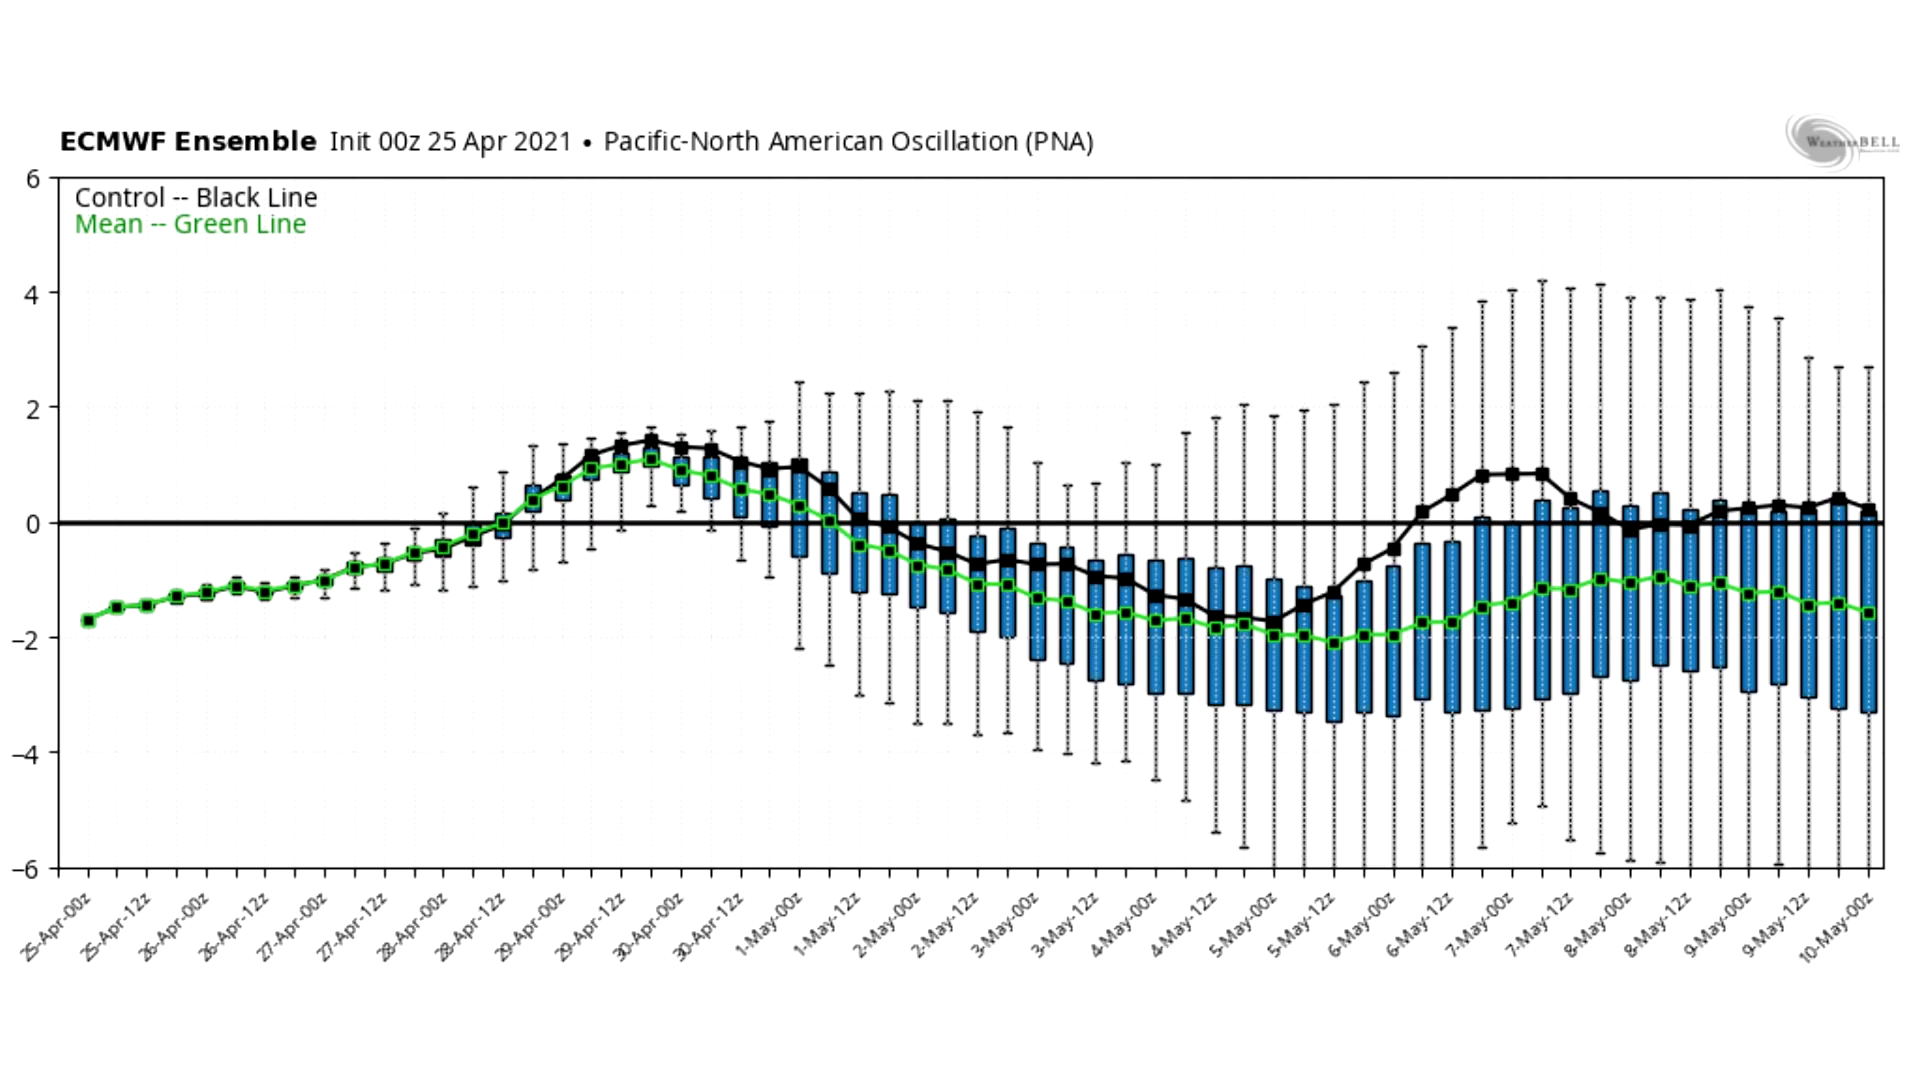 ECMWF Ensemble Init 00z 25 Apr 2021 • Pacific-North American Oscillation (PNA)
WEATHERBELL
6
Control -- Black Line
Mean -- Green Line
4
2
0
−2
−4
−6
25-Apr-00z
25-Apr-12z
26-Apr-00z
26-Apr-12z
27-Apr-00z
27-Apr-12z
28-Apr-00z
28-Apr-12z
29-Apr-00z
29-Apr-12z
30-Apr-00z
30-Apr-12z
1-May-00z
1-May-12z
2-May-00z
2-May-12z
3-May-00z
3-May-12z
4-May-00z
4-May-12z
5-May-00z
5-May-12z
6-May-00z
6-May-12z
7-May-00z
7-May-12z
8-May-00z
8-May-12z
9-May-00z
9-May-12z
10-May-00z